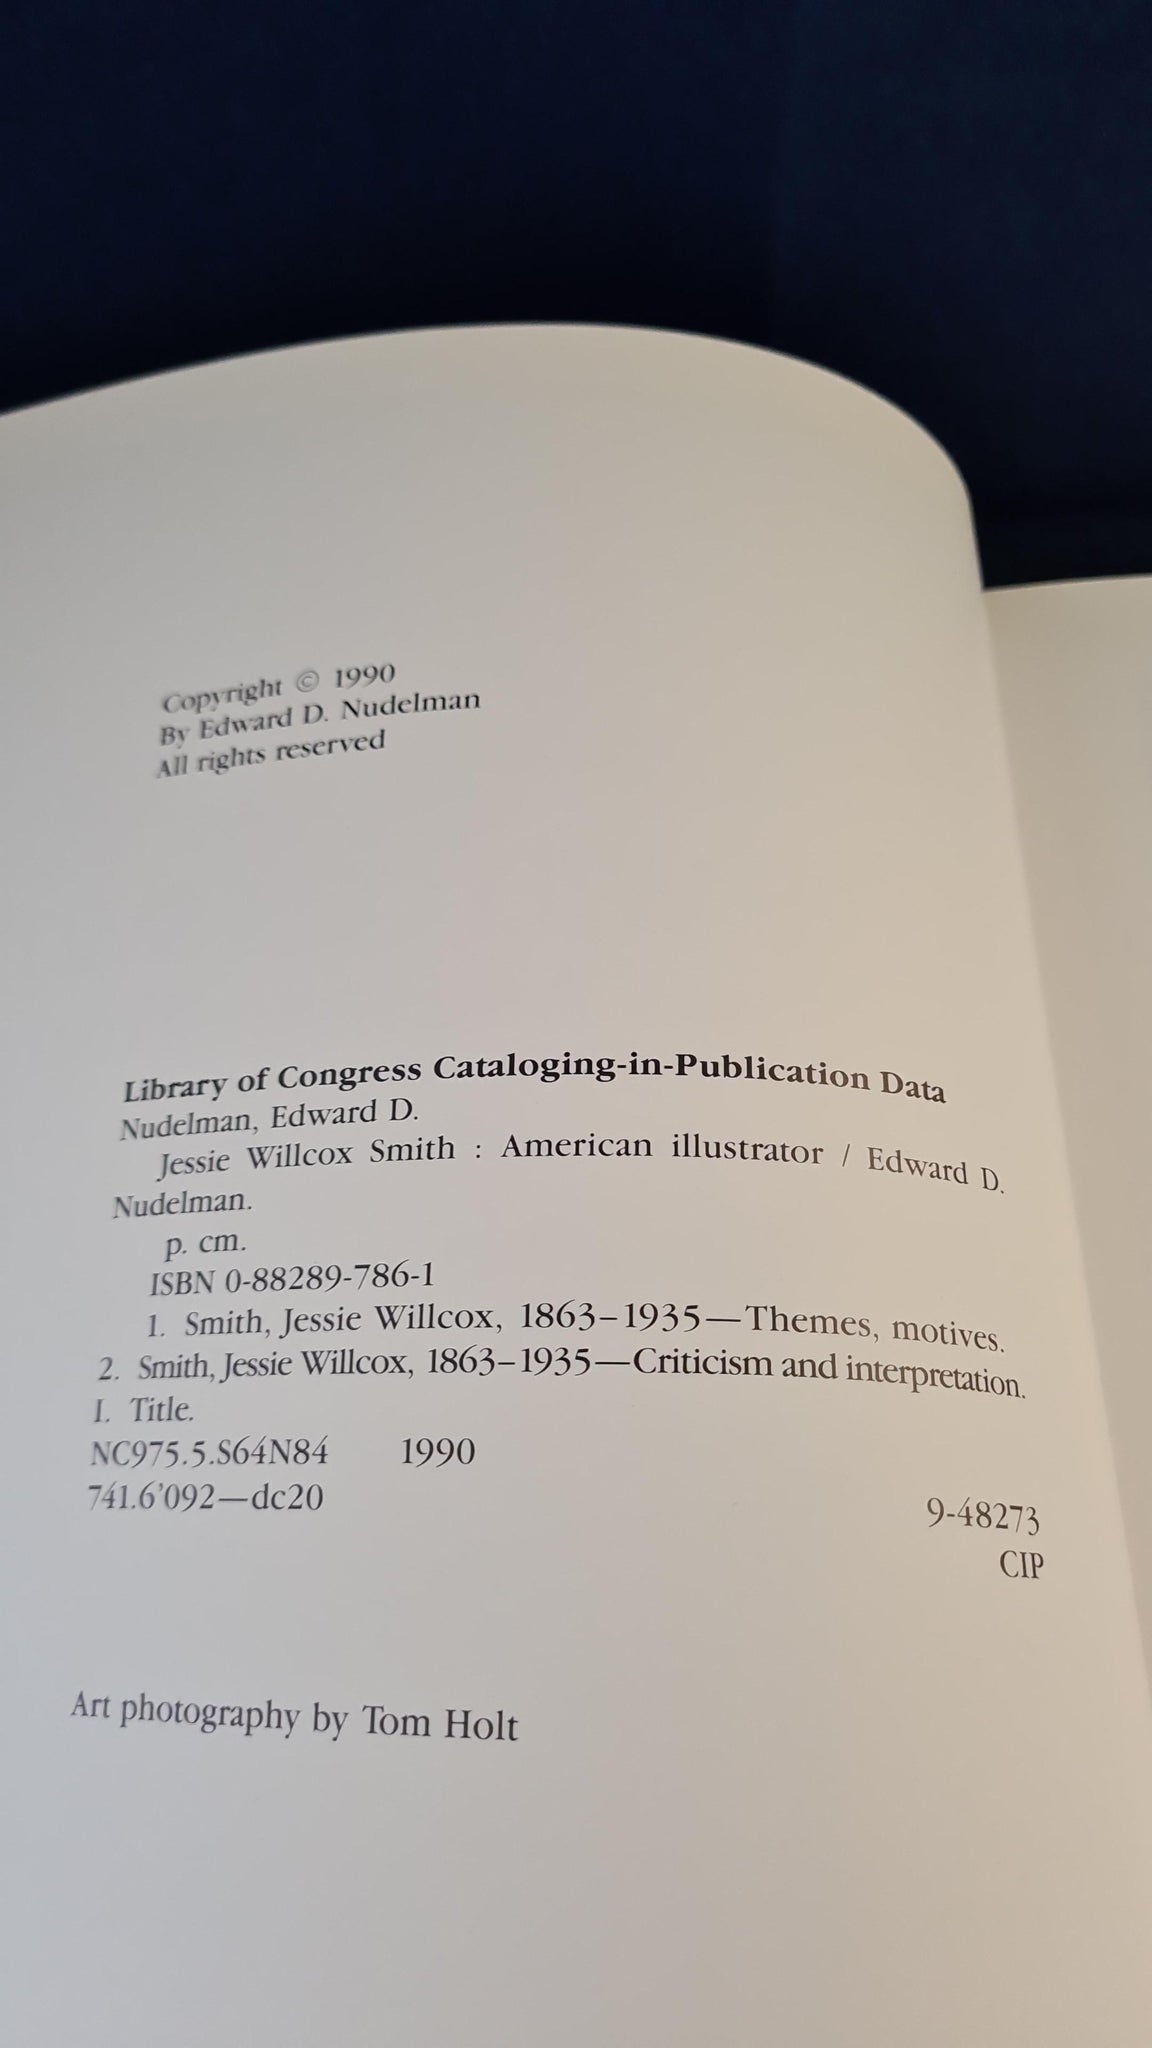 Copyright © 1990
By Edward D. Nudelman
All rights reserved
Library of Congress Cataloging-in-Publication Data
Nudelman, Edward D.
Jessie Willcox Smith : American illustrator / Edward D.
Nudelman.
p. cm.
ISBN 0-88289-786-1
1. Smith, Jessie Willcox, 1863–1935—Themes, motives.
2. Smith, Jessie Willcox, 1863–1935—Criticism and interpretation.
I. Title.
NC975.5.S64N84 1990
741.6'092—dc20
9-48273
CIP
Art photography by Tom Holt